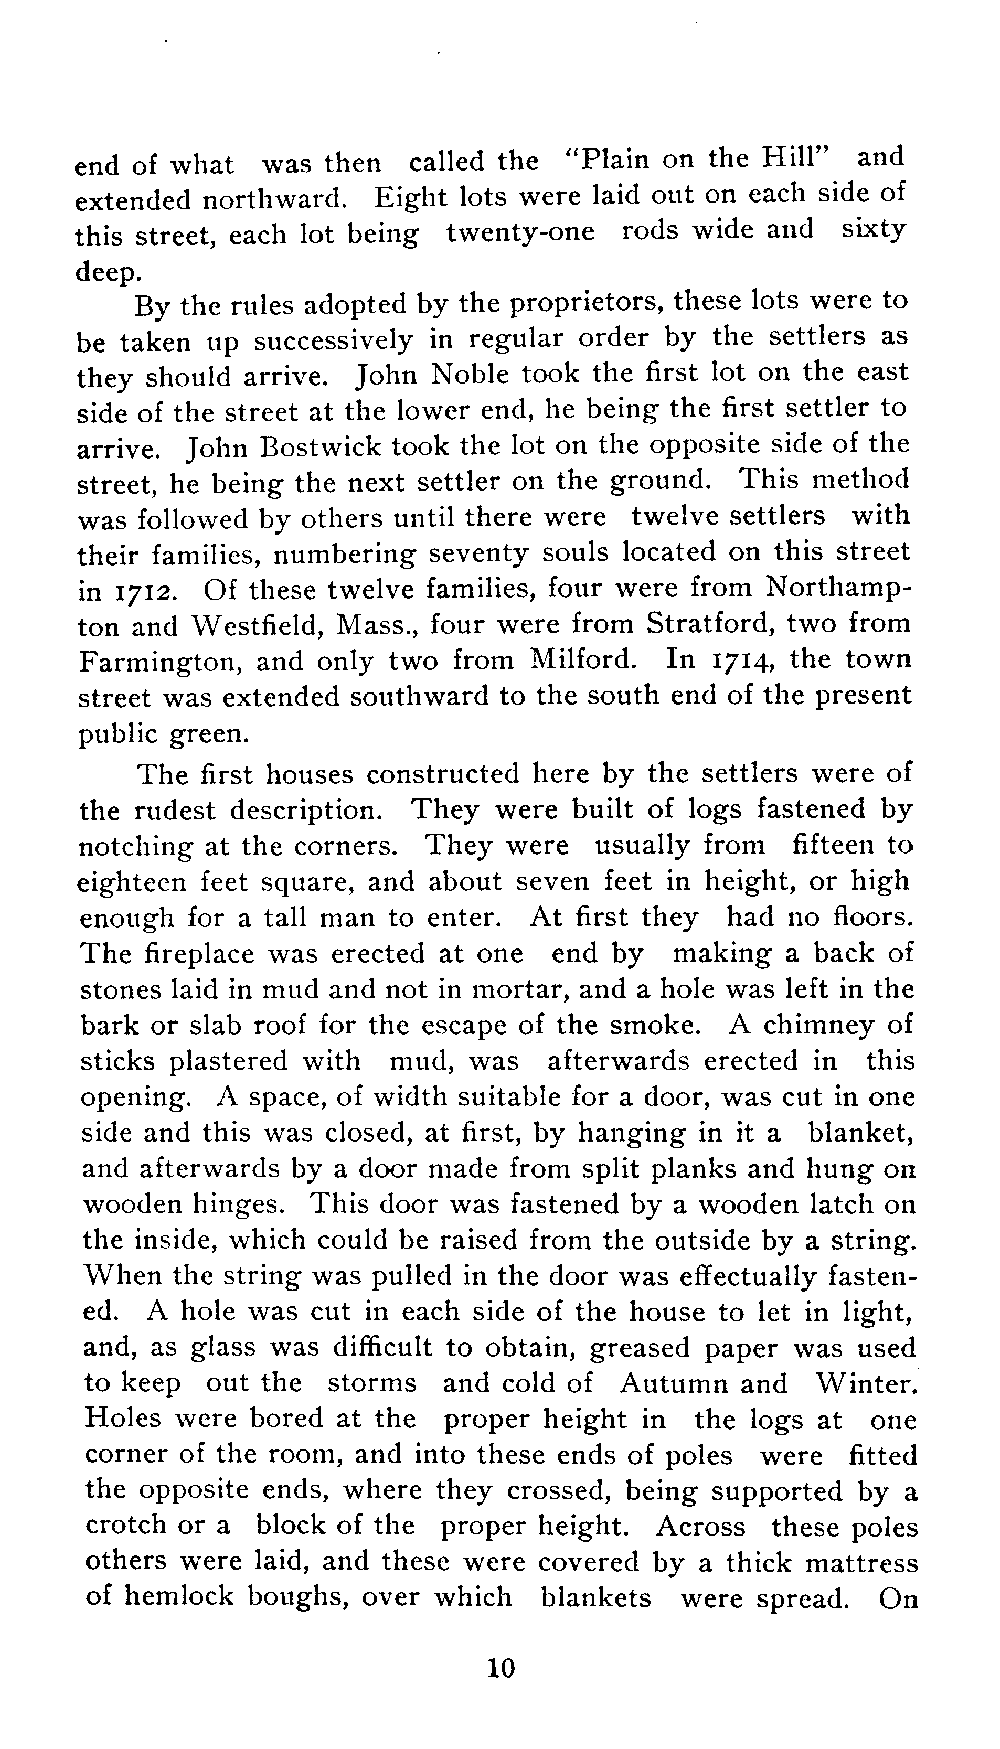 end of what was then called the "Plain on the Hill" and
extended northward. Eight lots were laid out on each side of
this street, each lot being twenty-one rods wide and sixty
deep.
By the rules adopted by the proprietors, these lots were to
be taken up successively in regular order by the settlers as
they should arrive. John Noble took the first lot on the east
side of the street at the lower end, he being the first settler to
arrive. John Bostwick took the lot on the opposite side of the
street, he being the next settler on the ground. This method
was followed by others until there were twelve settlers with
their families, numbering seventy souls located on this street
in 1712. Of these twelve families, four were from Northamp-
ton and Westfield, Mass., four were from Stratford, two from
Farmington, and only two from Milford. In 1714, the town
street was extended southward to the south end of the present
public green.
The first houses constructed here by the settlers were of
the rudest description. They were built of logs fastened by
notching at the corners. They were usually from fifteen to
eighteen feet square, and about seven feet in height, or high
enough for a tall man to enter. At first they had no floors.
The fireplace was erected at one end by making a back of
stones laid in mud and not in mortar, and a hole was left in the
bark or slab roof for the escape of the smoke. A chimney of
sticks plastered with mud, was afterwards erected in this
opening. A space, of width suitable for a door, was cut in one
side and this was closed, at first, by hanging in it a blanket,
and afterwards by a door made from split planks and hung on
wooden hinges. This door was fastened by a wooden latch on
the inside, which could be raised from the outside by a string.
When the string was pulled in the door was effectually fasten-
ed. A hole was cut in each side of the house to let in light,
and, as glass was difficult to obtain, greased paper was used
to keep out the storms and cold of Autumn and Winter.
Holes were bored at the proper height in the logs at one
corner of the room, and into these ends of poles were fitted
the opposite ends, where they crossed, being supported by a
crotch or a block of the proper height. Across these poles
others were laid, and these were covered by a thick mattress
of hemlock boughs, over which blankets were spread. On
10